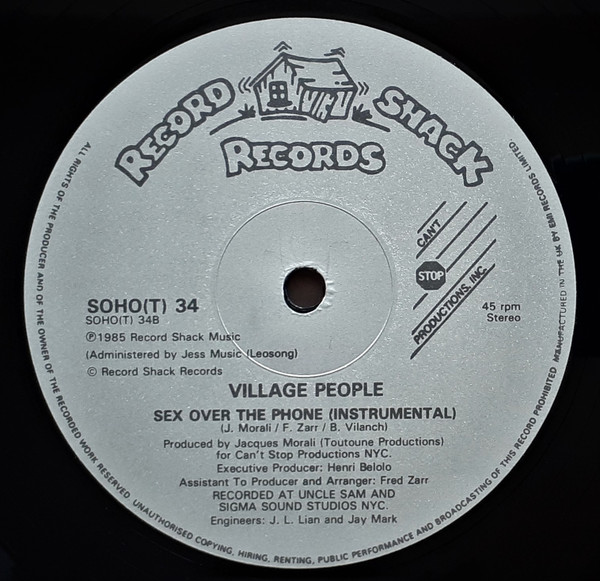 RECORD SHACK
RECORDS
CAN'T
STOP
PRODUCTIONS, INC.
SOHO(T) 34
SOHO(T) 34B
℗1985 Record Shack Music
(Administered by Jess Music (Leosong)
© Record Shack Records
45 rpm
Stereo
VILLAGE PEOPLE
SEX OVER THE PHONE (INSTRUMENTAL)
(J. Morali / F. Zarr / B. Vilanch)
Produced by Jacques Morali (Toutoune Productions)
for Can't Stop Productions NYC.
Executive Producer: Henri Belolo
Assistant To Producer and Arranger: Fred Zarr
RECORDED AT UNCLE SAM AND
SIGMA SOUND STUDIOS NYC.
Engineers: J. L. Lian and Jay Mark
ALL RIGHTS OF THE PRODUCER AND OF THE OWNER OF THE RECORDED WORK RESERVED. UNAUTHORISED COPYING, HIRING, RENTING, PUBLIC PERFORMANCE AND BROADCASTING OF THIS RECORD PROHIBITED MANUFACTURED IN THE UK BY EMI RECORDS LIMITED.